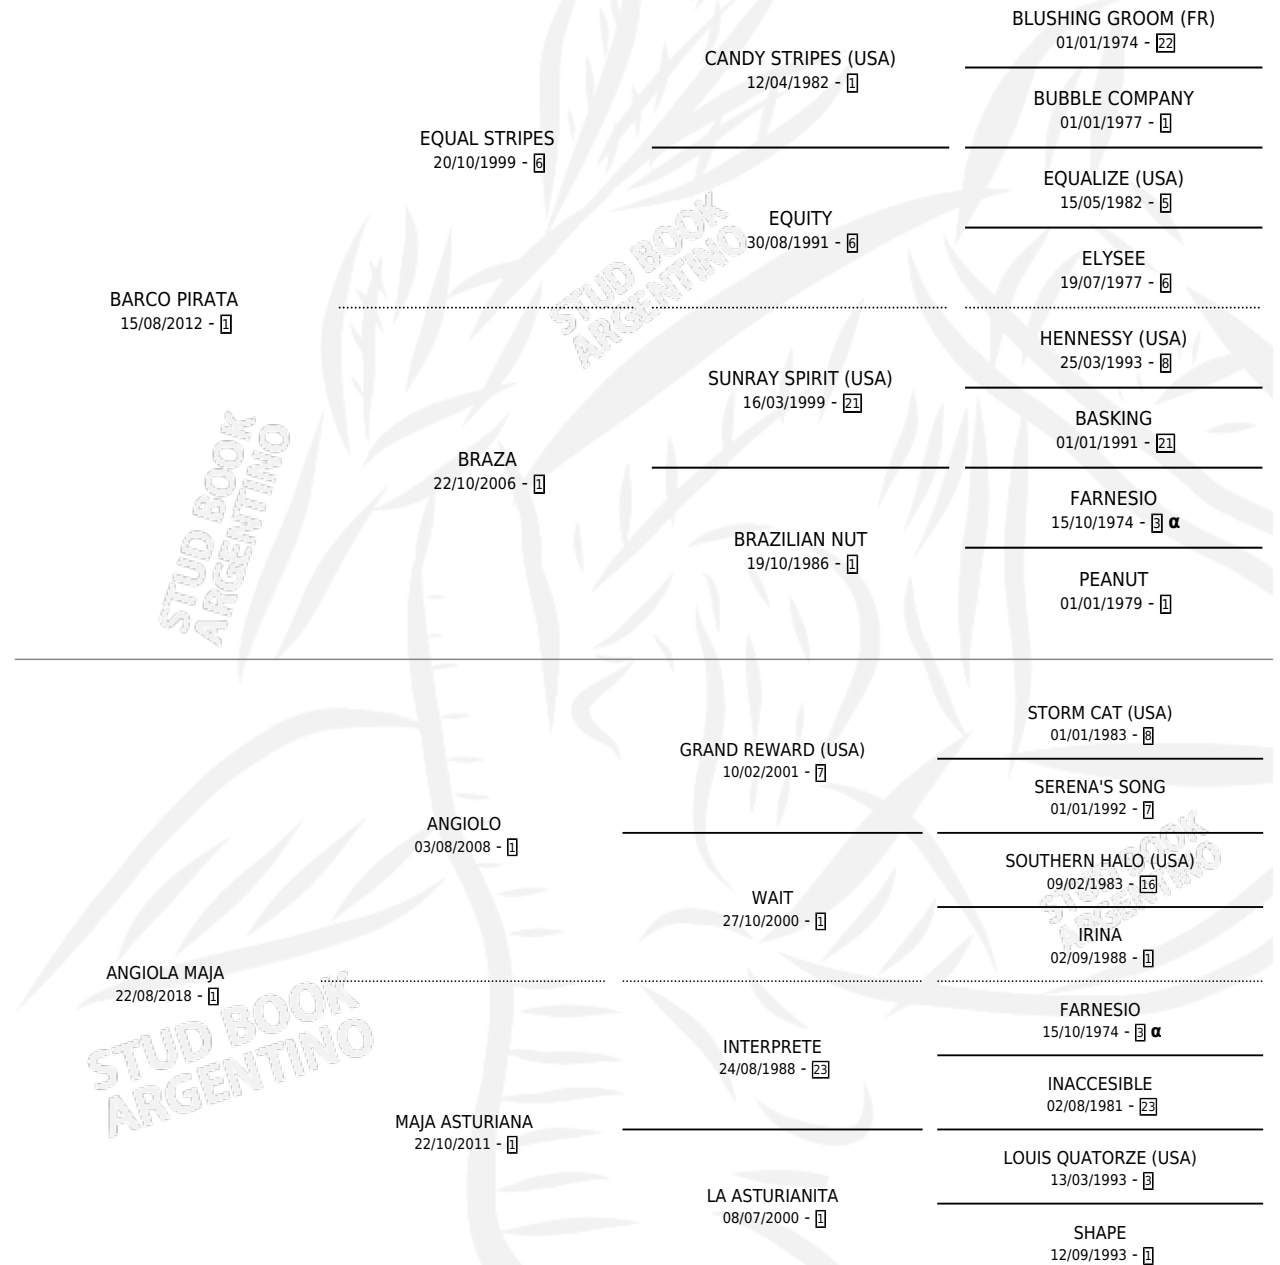 BLUSHING GROOM (FR)
01/01/1974 - 22
CANDY STRIPES (USA)
12/04/1982 - 1
BUBBLE COMPANY
01/01/1977 - 1
EQUAL STRIPES
20/10/1999 - 6
EQUALIZE (USA)
15/05/1982 - 5
EQUITY
30/08/1991 - 6
ELYSEE
19/07/1977 - 6
BARCO PIRATA
15/08/2012 - 1
HENNESSY (USA)
25/03/1993 - 8
SUNRAY SPIRIT (USA)
16/03/1999 - 21
BASKING
01/01/1991 - 21
BRAZA
22/10/2006 - 1
FARNESIO
15/10/1974 - 3 α
BRAZILIAN NUT
19/10/1986 - 1
PEANUT
01/01/1979 - 1
STORM CAT (USA)
01/01/1983 - 8
GRAND REWARD (USA)
10/02/2001 - 7
SERENA'S SONG
01/01/1992 - 7
ANGIOLO
03/08/2008 - 1
SOUTHERN HALO (USA)
09/02/1983 - 16
WAIT
27/10/2000 - 1
IRINA
02/09/1988 - 1
ANGIOLA MAJA
22/08/2018 - 1
FARNESIO
15/10/1974 - 3 α
INTERPRETE
24/08/1988 - 23
INACCESIBLE
02/08/1981 - 23
MAJA ASTURIANA
22/10/2011 - 1
LOUIS QUATORZE (USA)
13/03/1993 - 3
LA ASTURIANITA
08/07/2000 - 1
SHAPE
12/09/1993 - 1
STUD BOOK
ARGENTINO
STUD BOOK
ARGENTINO
STUD BOOK
ARGENTINO
STUD BOOK
ARGENTINO